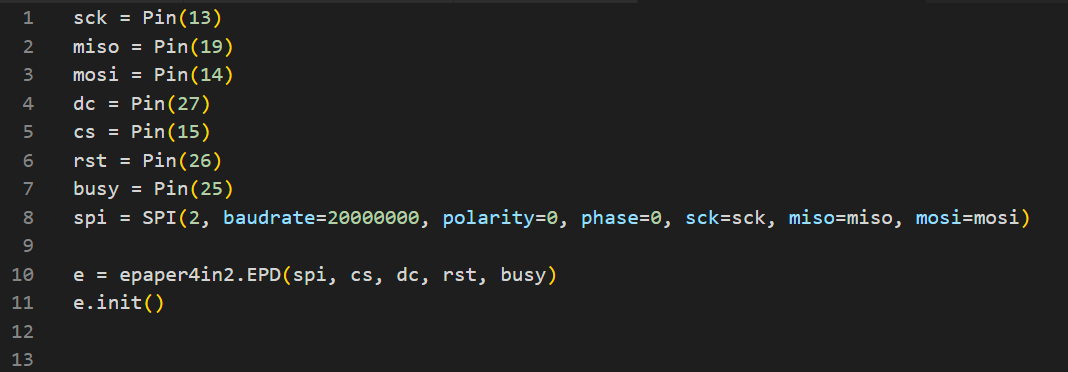 1 sck = Pin(13)
2 miso = Pin(19)
3 mosi = Pin(14)
4 dc = Pin(27)
5 cs = Pin(15)
6 rst = Pin(26)
7 busy = Pin(25)
8 spi = SPI(2, baudrate=20000000, polarity=0, phase=0, sck=sck, miso=miso, mosi=mosi)
9
10 e = epaper4in2.EPD(spi, cs, dc, rst, busy)
11 e.init()
12
13